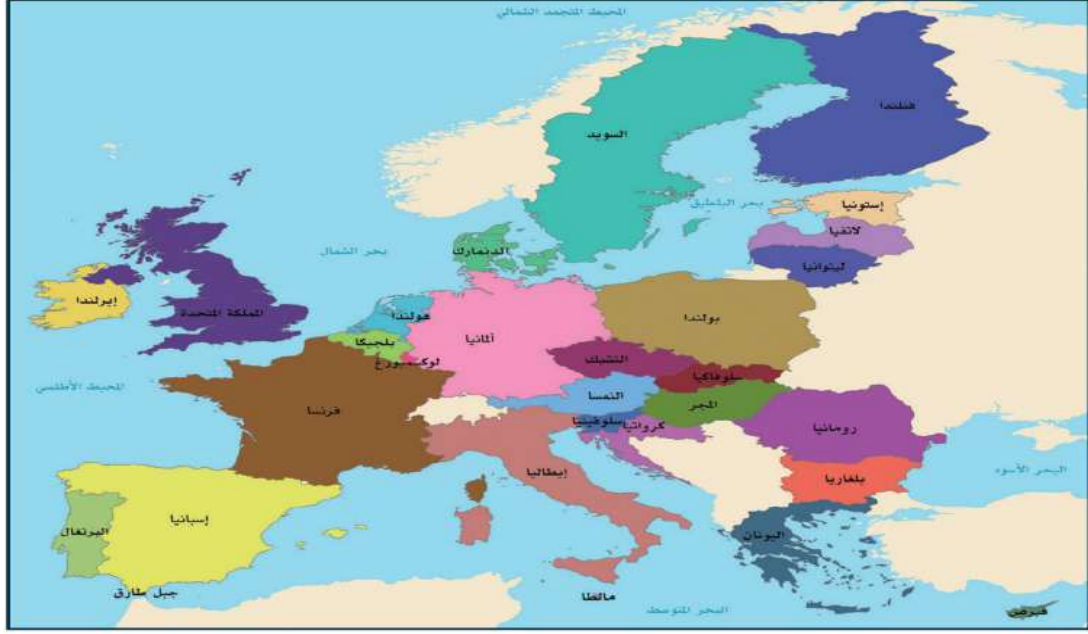 المحيط المتجمد الشمالي
فنلندا
السويد
إستونيا
بحر البلطيق
لاتفيا
بحر الشمال
الدنمارك
ليتوانيا
إيرلندا
المملكة المتحدة
هولندا
بولندا
ألمانيا
بلجيكا
لوكسمبورغ
التشيك
سلوفاكيا
المحيط الأطلسي
النمسا
المجر
فرنسا
سلوفينيا
كرواتيا
رومانيا
إيطاليا
البحر الأسود
بلغاريا
إسبانيا
البرتغال
اليونان
جبل طارق
مالطا
البحر المتوسط
قبرص